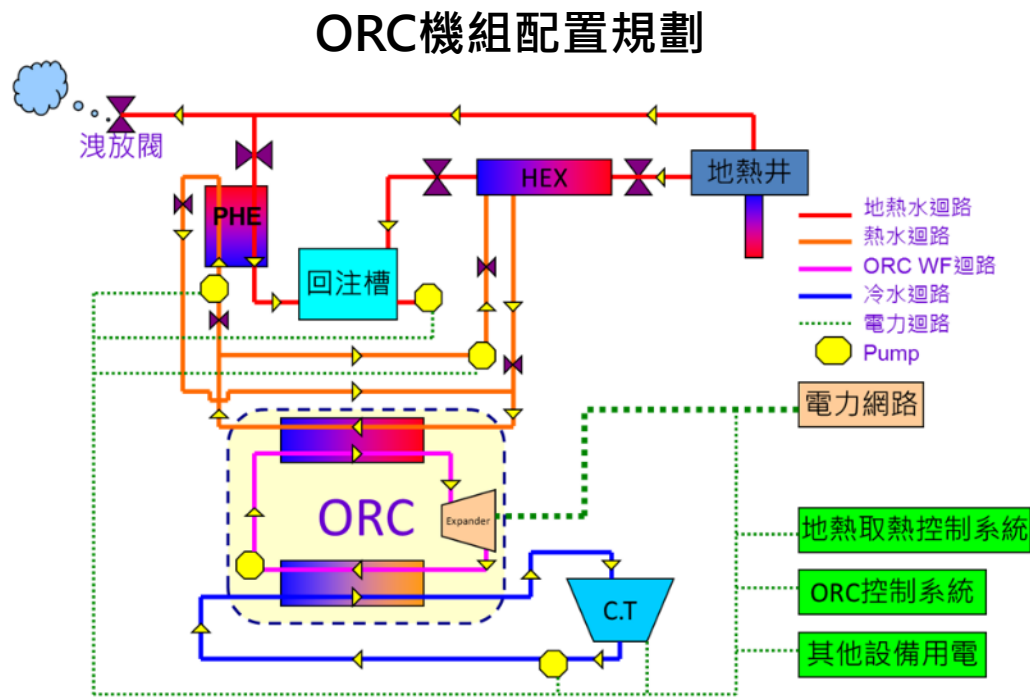 ORC機組配置規劃
洩放閥
PHE
HEX
地熱井
回注槽
地熱水迴路
熱水迴路
ORC WF迴路
冷水迴路
電力迴路
Pump
電力網路
ORC
Expander
C.T
地熱取熱控制系統
ORC控制系統
其他設備用電